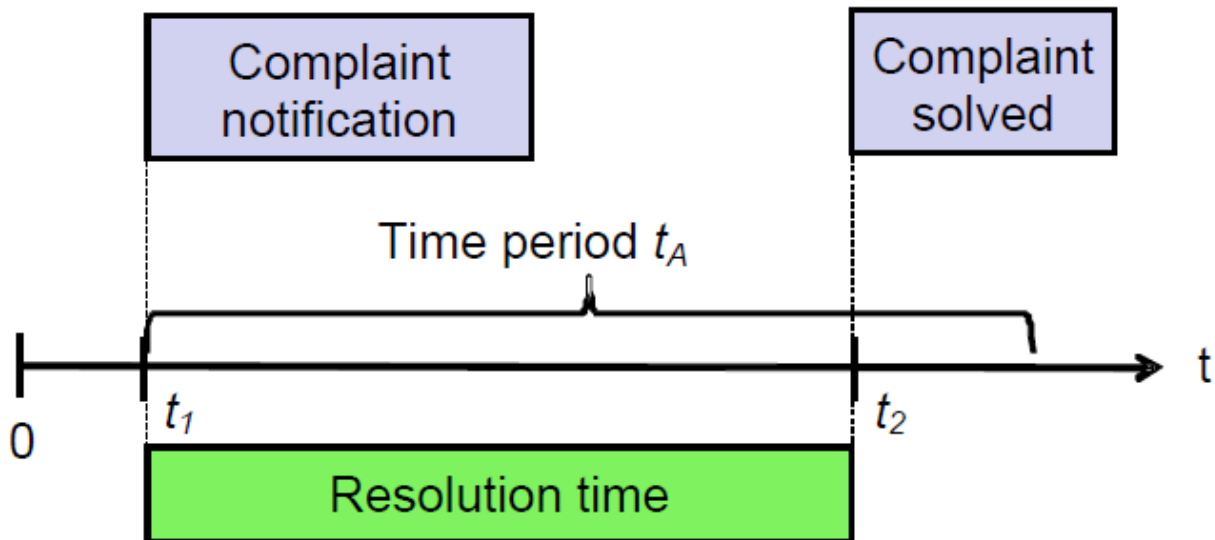 Complaint
notification
Complaint
solved
Time period t_A
t
0
t_1
t_2
Resolution time